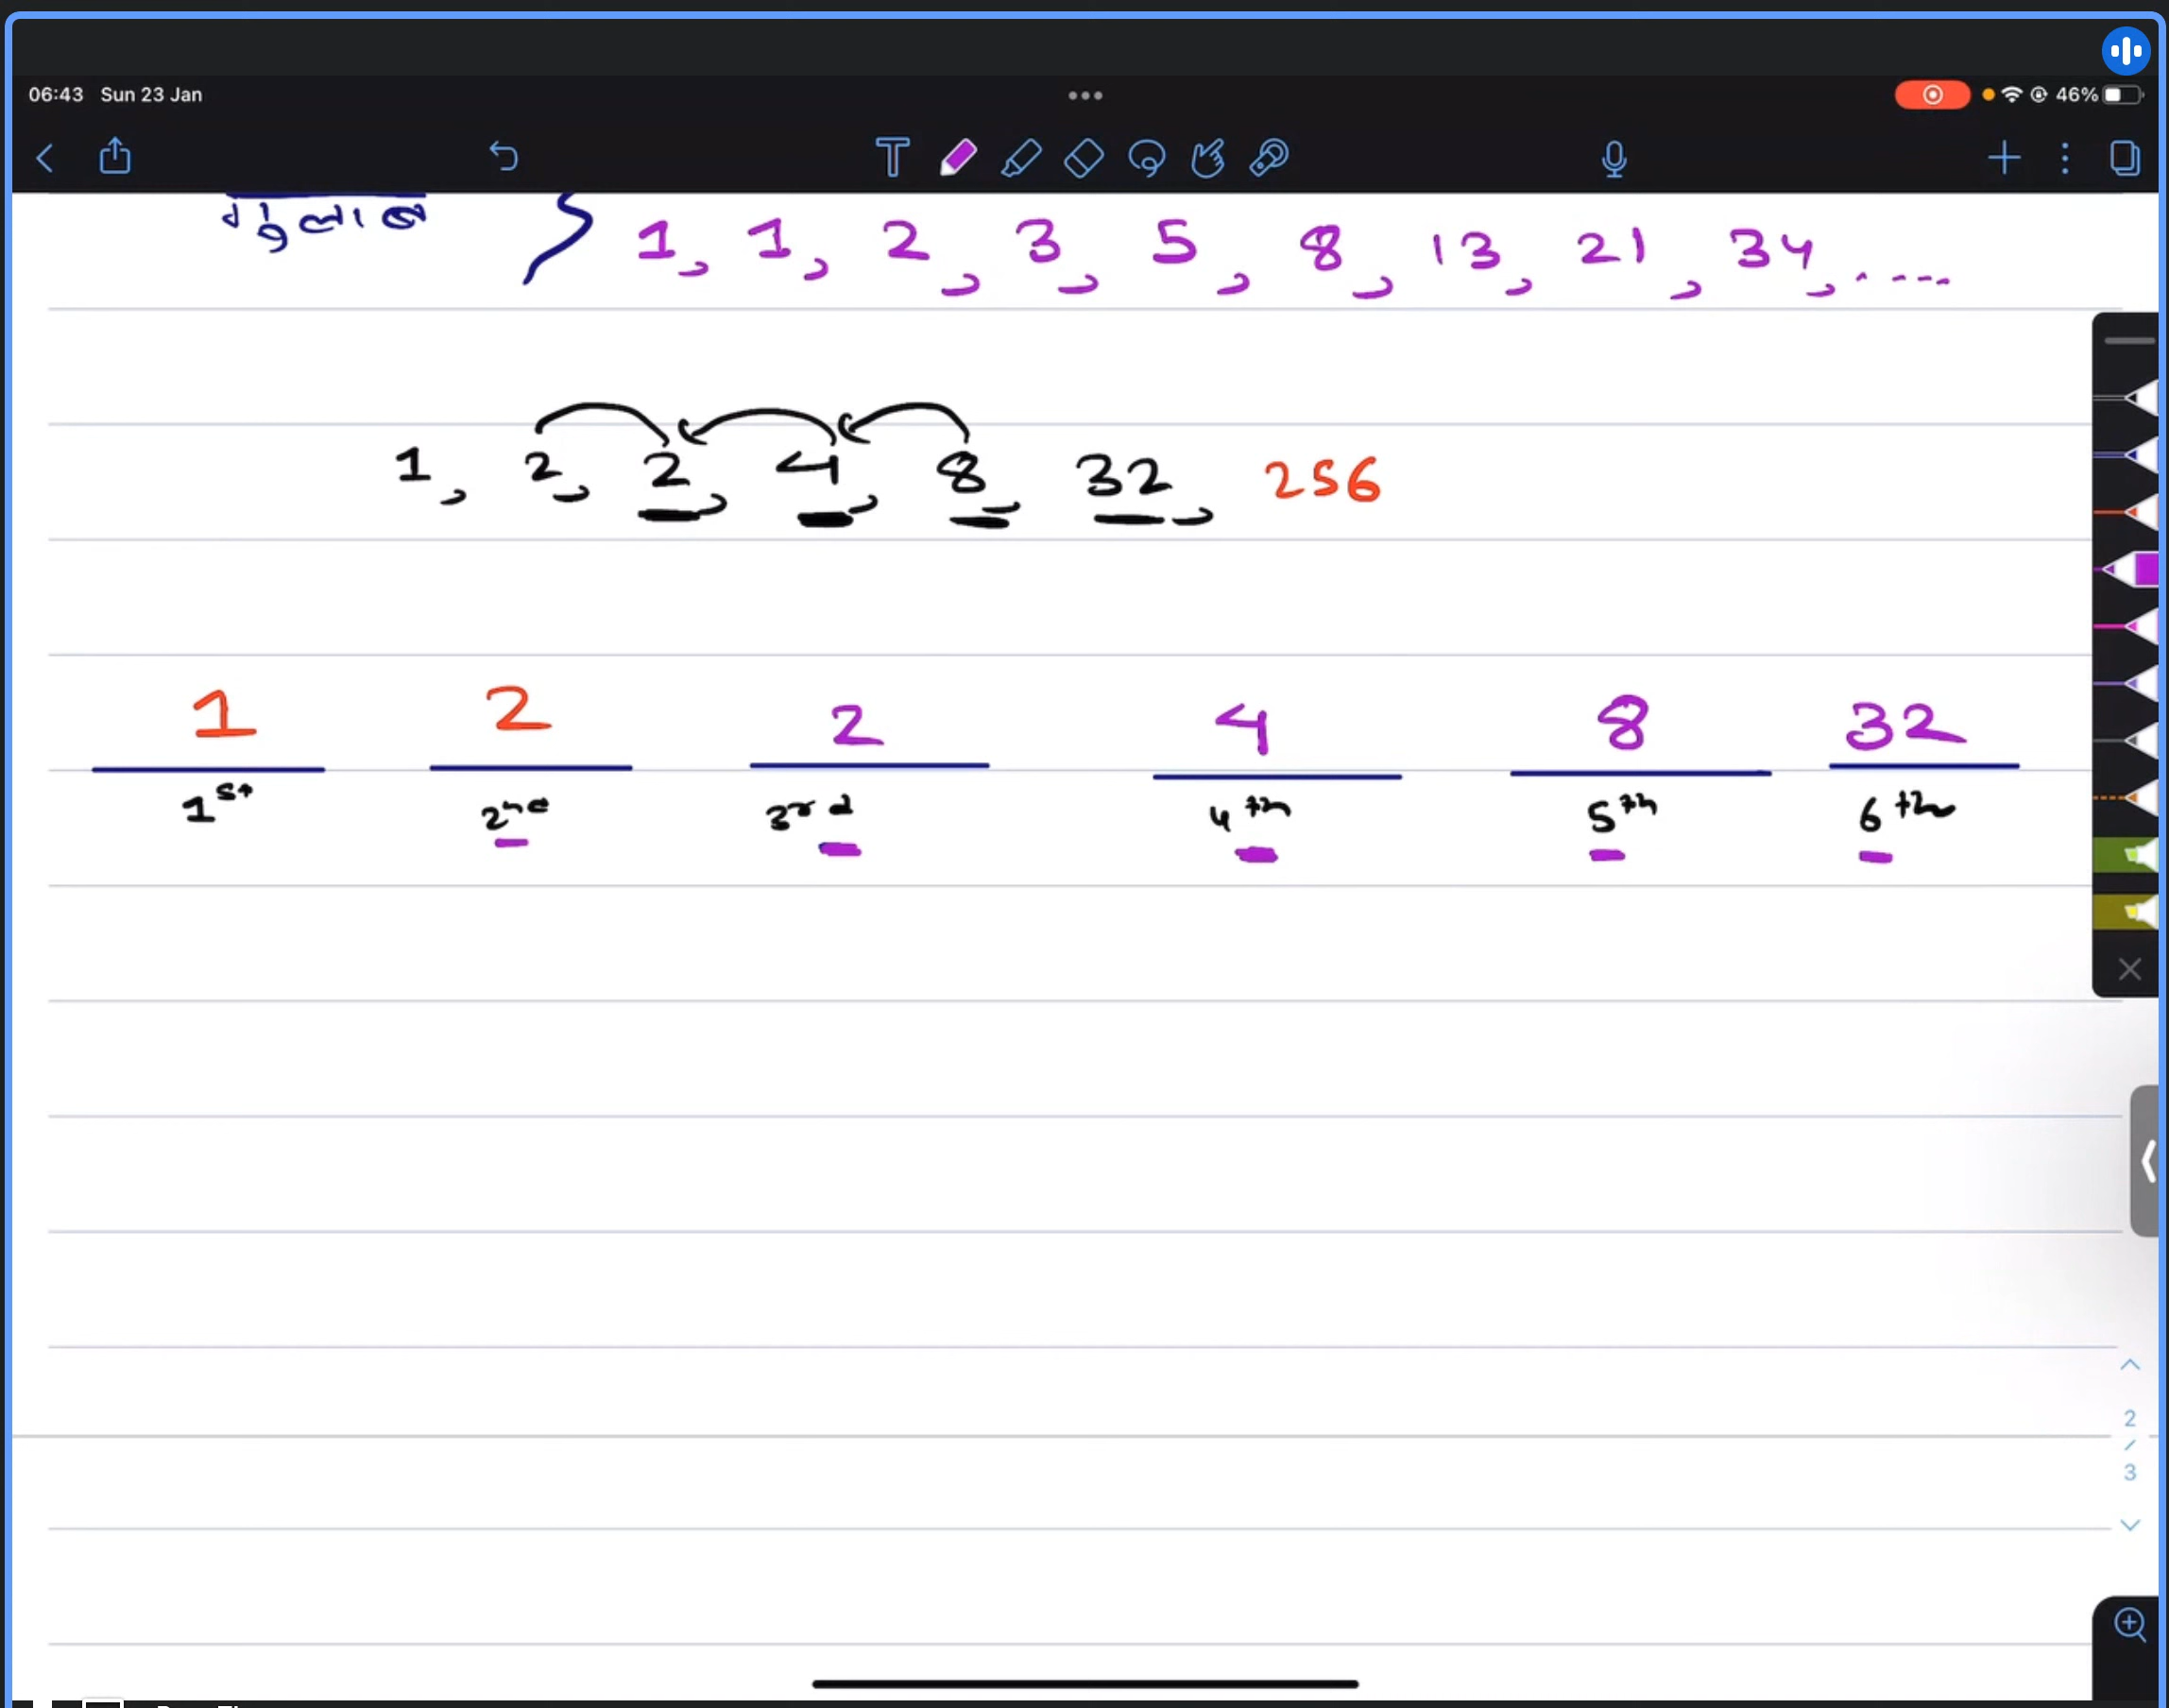 06:43 Sun 23 Jan 46%
1, 1, 2, 3, 5, 8, 13, 21, 34, .....
1, 2, 2, 4, 8, 32, 256
1 2 2 4 8 32
1st 2nd 3rd 4th 5th 6th
2
/
3